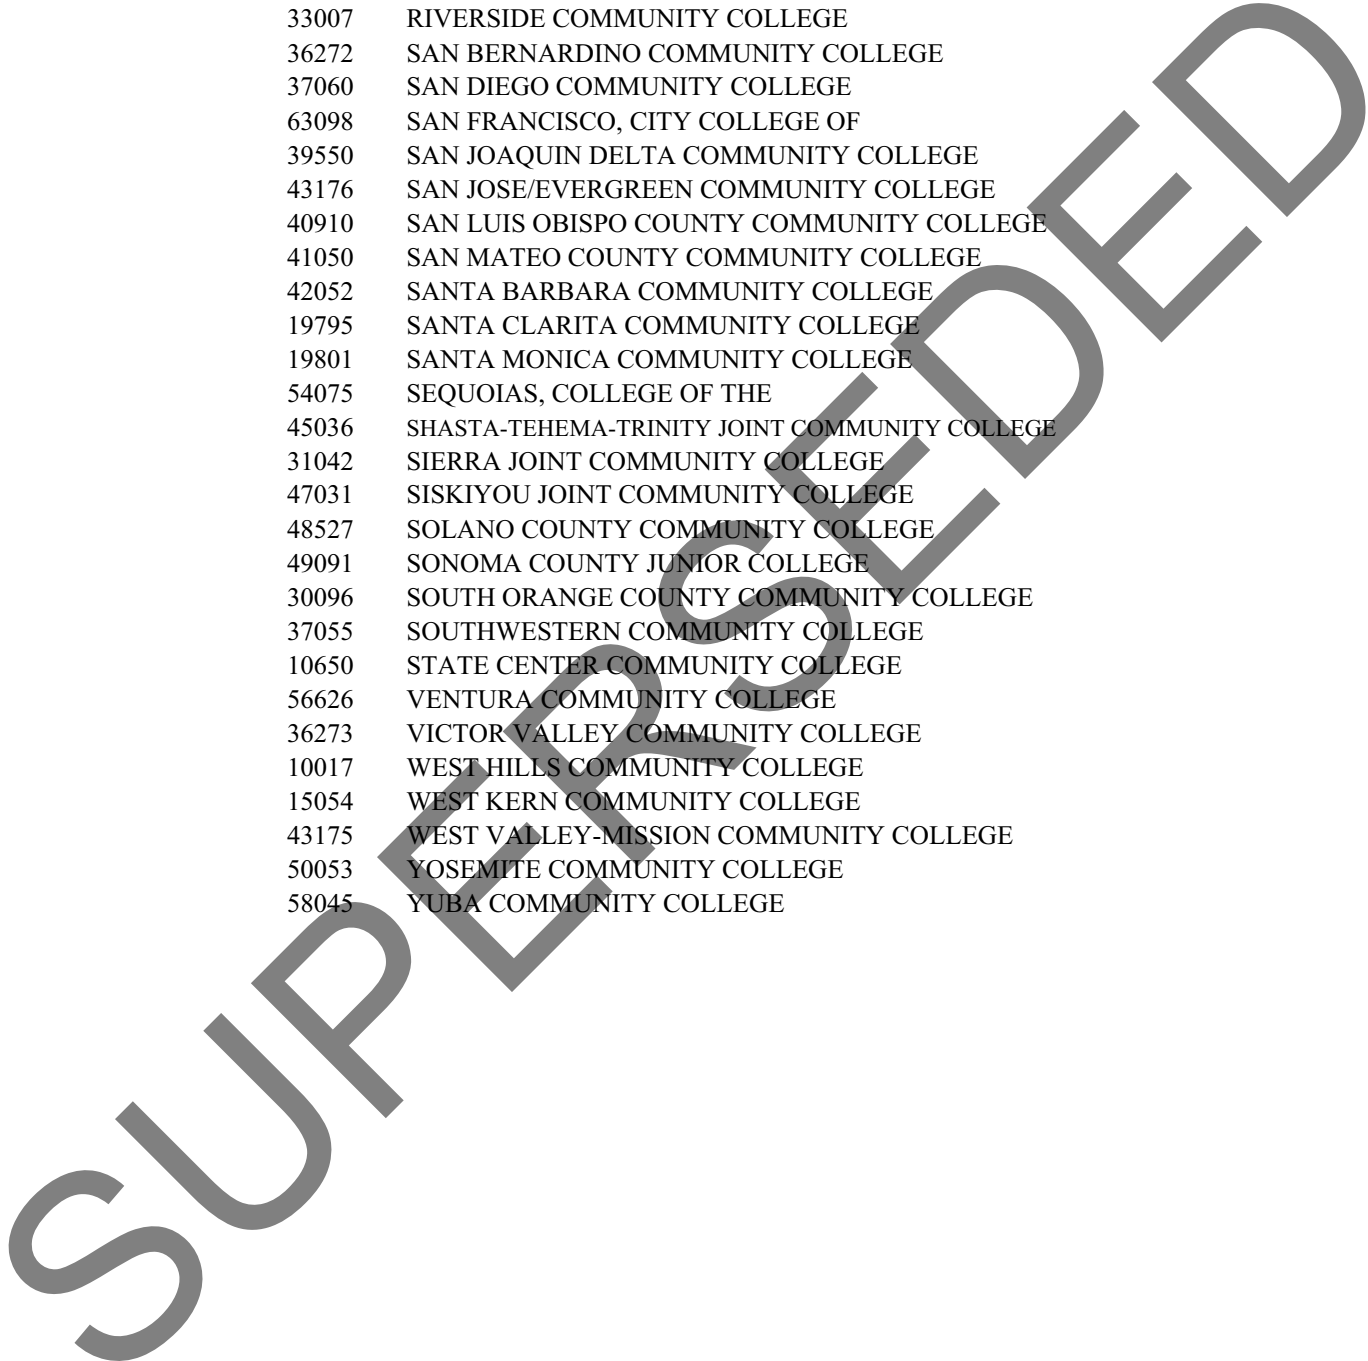 33007 RIVERSIDE COMMUNITY COLLEGE
36272 SAN BERNARDINO COMMUNITY COLLEGE
37060 SAN DIEGO COMMUNITY COLLEGE
63098 SAN FRANCISCO, CITY COLLEGE OF
39550 SAN JOAQUIN DELTA COMMUNITY COLLEGE
43176 SAN JOSE/EVERGREEN COMMUNITY COLLEGE
40910 SAN LUIS OBISPO COUNTY COMMUNITY COLLEGE
41050 SAN MATEO COUNTY COMMUNITY COLLEGE
42052 SANTA BARBARA COMMUNITY COLLEGE
19795 SANTA CLARITA COMMUNITY COLLEGE
19801 SANTA MONICA COMMUNITY COLLEGE
54075 SEQUOIAS, COLLEGE OF THE
45036 SHASTA-TEHEMA-TRINITY JOINT COMMUNITY COLLEGE
31042 SIERRA JOINT COMMUNITY COLLEGE
47031 SISKIYOU JOINT COMMUNITY COLLEGE
48527 SOLANO COUNTY COMMUNITY COLLEGE
49091 SONOMA COUNTY JUNIOR COLLEGE
30096 SOUTH ORANGE COUNTY COMMUNITY COLLEGE
37055 SOUTHWESTERN COMMUNITY COLLEGE
10650 STATE CENTER COMMUNITY COLLEGE
56626 VENTURA COMMUNITY COLLEGE
36273 VICTOR VALLEY COMMUNITY COLLEGE
10017 WEST HILLS COMMUNITY COLLEGE
15054 WEST KERN COMMUNITY COLLEGE
43175 WEST VALLEY-MISSION COMMUNITY COLLEGE
50053 YOSEMITE COMMUNITY COLLEGE
58045 YUBA COMMUNITY COLLEGE
SUPERSEDED